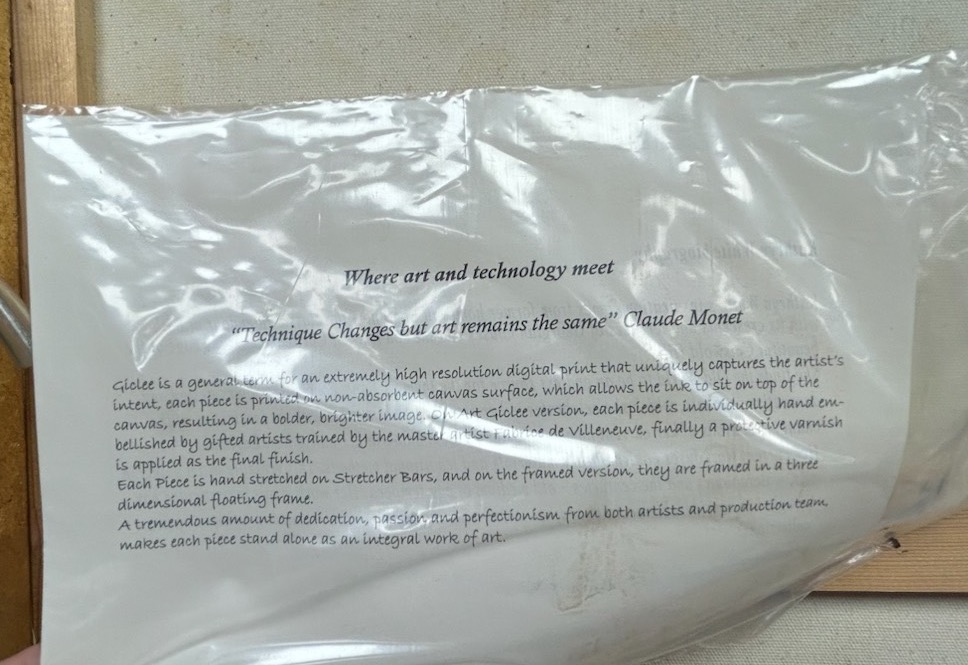 Where art and technology meet
“Technique Changes but art remains the same” Claude Monet
Giclee is a general term for an extremely high resolution digital print that uniquely captures the artist's
intent, each piece is printed on non-absorbent canvas surface, which allows the ink to sit on top of the
canvas, resulting in a bolder, brighter image. Art Giclee version, each piece is individually hand em-
bellished by gifted artists trained by the master artist Fabrice de Villeneuve, finally a protective varnish
is applied as the final finish.
Each Piece is hand stretched on Stretcher Bars, and on the framed version, they are framed in a three
dimensional floating frame.
A tremendous amount of dedication, passion and perfectionism from both artists and production team,
makes each piece stand alone as an integral work of art.